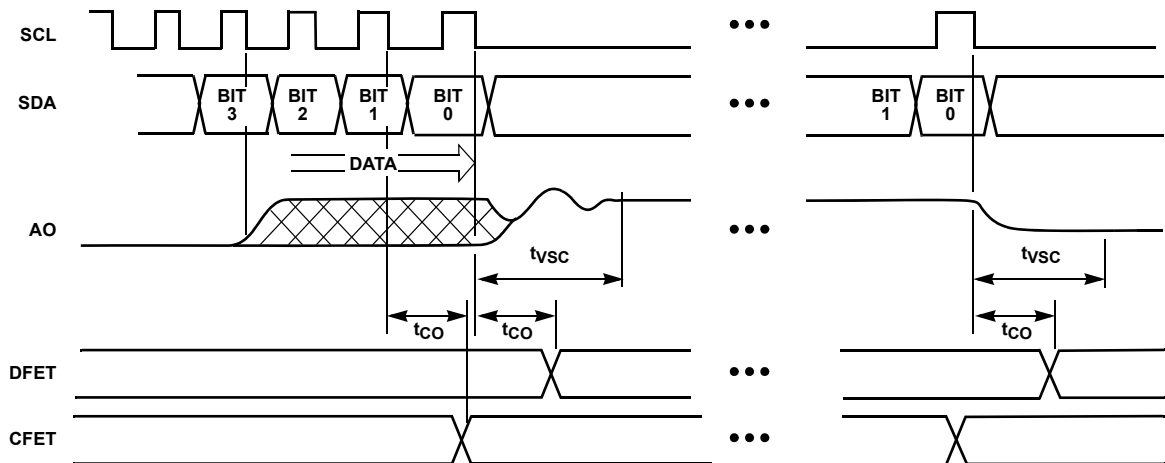 SCL
SDA
BIT 3
BIT 2
BIT 1
BIT 0
BIT 1
BIT 0
DATA
AO
tVSC
tVSC
tCO
tCO
tCO
DFET
CFET